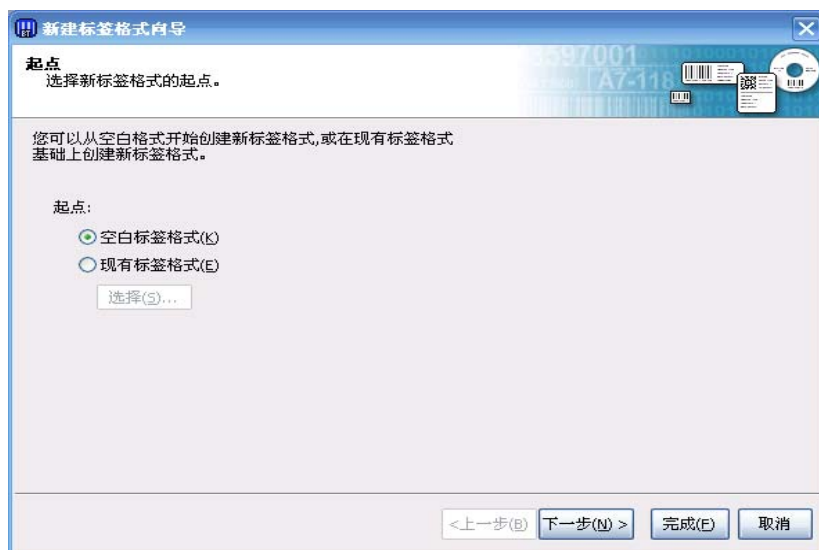 新建标签格式向导
起点
选择新标签格式的起点。
3597001
A7-118
您可以从空白格式开始创建新标签格式,或在现有标签格式
基础上创建新标签格式。
起点:
空白标签格式(K)
现有标签格式(E)
选择(S)...
<上一步(B) 下一步(N) > 完成(F) 取消